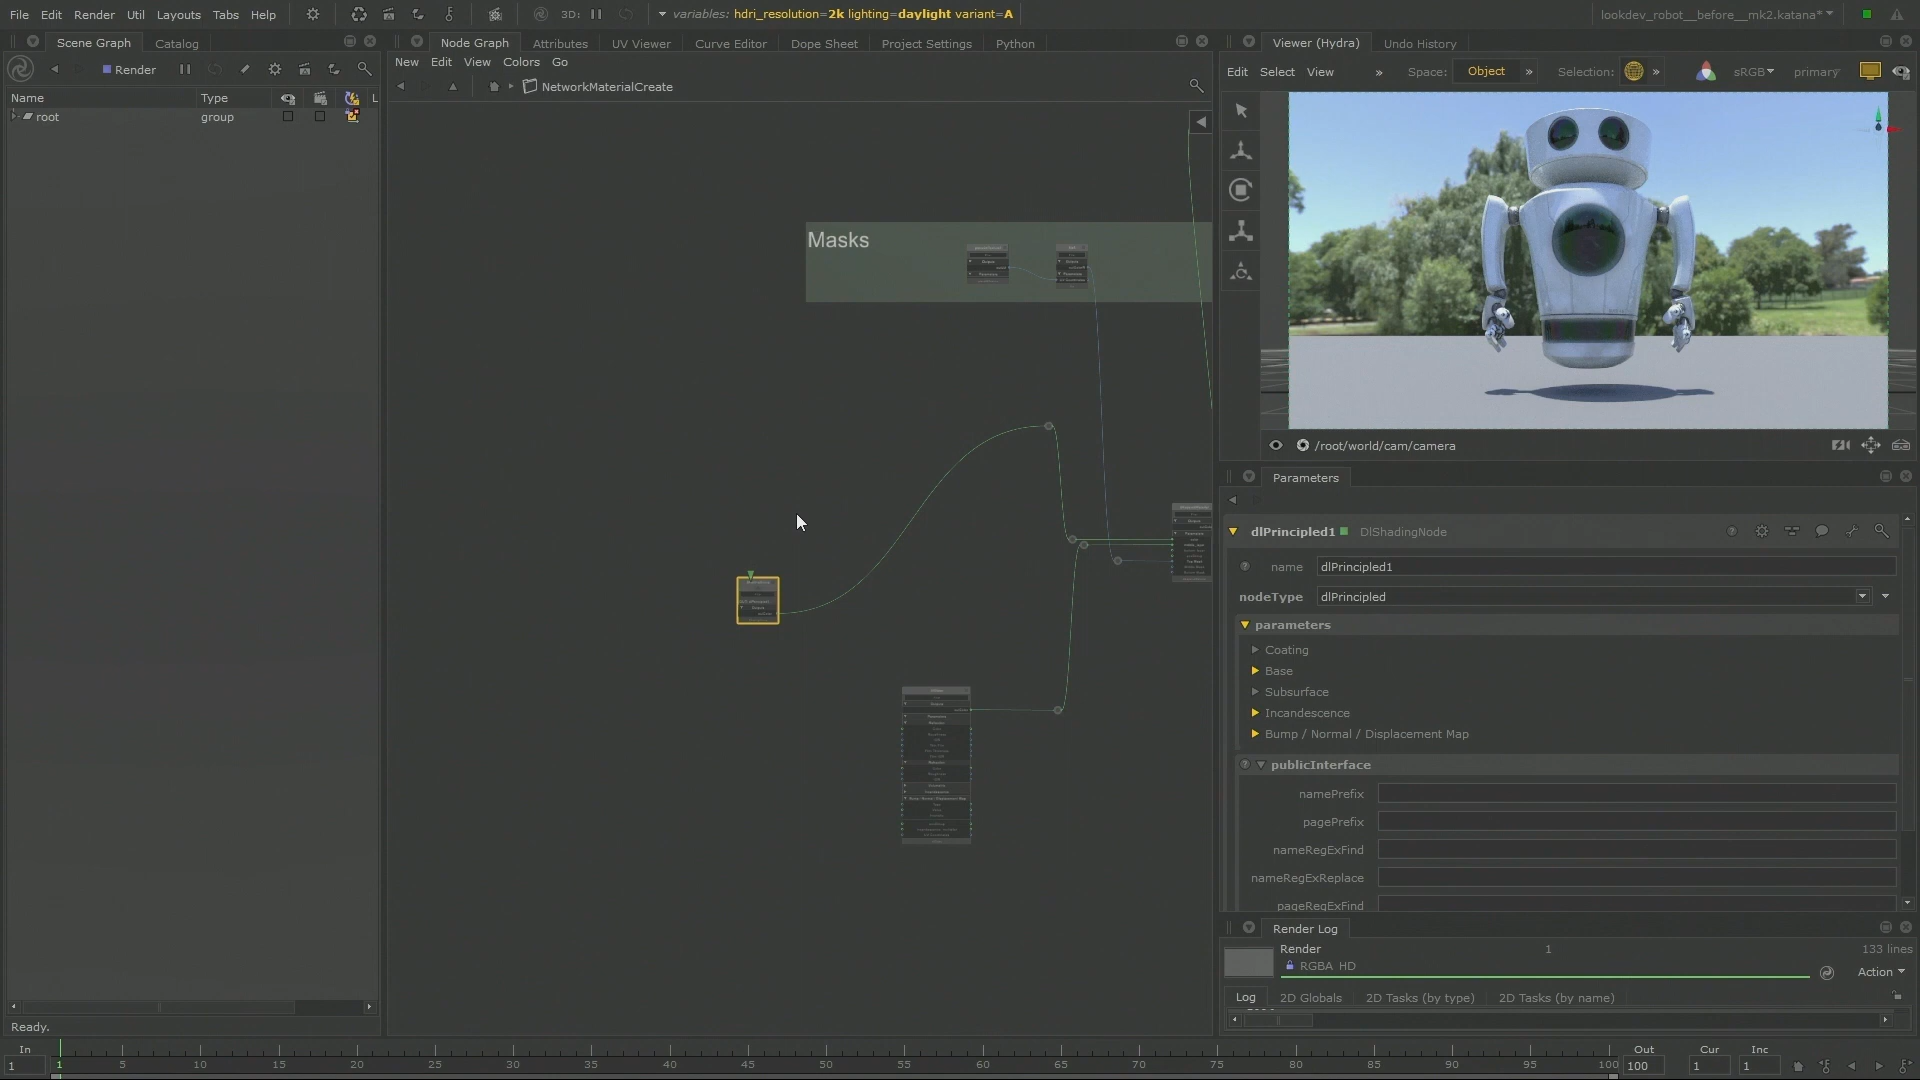 File Edit Render Util Layouts Tabs Help
3D:
variables: hdri_resolution=2k lighting=daylight variant=A
lookdev_robot__before__mk2.katana*
Scene Graph Catalog
Render
Name Type L
root group
Ready.
Node Graph Attributes UV Viewer Curve Editor Dope Sheet Project Settings Python
New Edit View Colors Go
NetworkMaterialCreate
Masks
Viewer (Hydra) Undo History
Edit Select View » Space: Object » Selection: » sRGB primary
/root/world/cam/camera
Parameters
dlPrincipled1 DlShadingNode
name dlPrincipled1
nodeType dlPrincipled
parameters
Coating
Base
Subsurface
Incandescence
Bump / Normal / Displacement Map
publicInterface
namePrefix
pagePrefix
nameRegExFind
nameRegExReplace
pageRegExFind
Render Log
Render 1 133 lines
RGBA HD
Action
Log 2D Globals 2D Tasks (by type) 2D Tasks (by name)
In Out Cur Inc
1 1 5 10 15 20 25 30 35 40 45 50 55 60 65 70 75 80 85 90 95 100 100 1 1